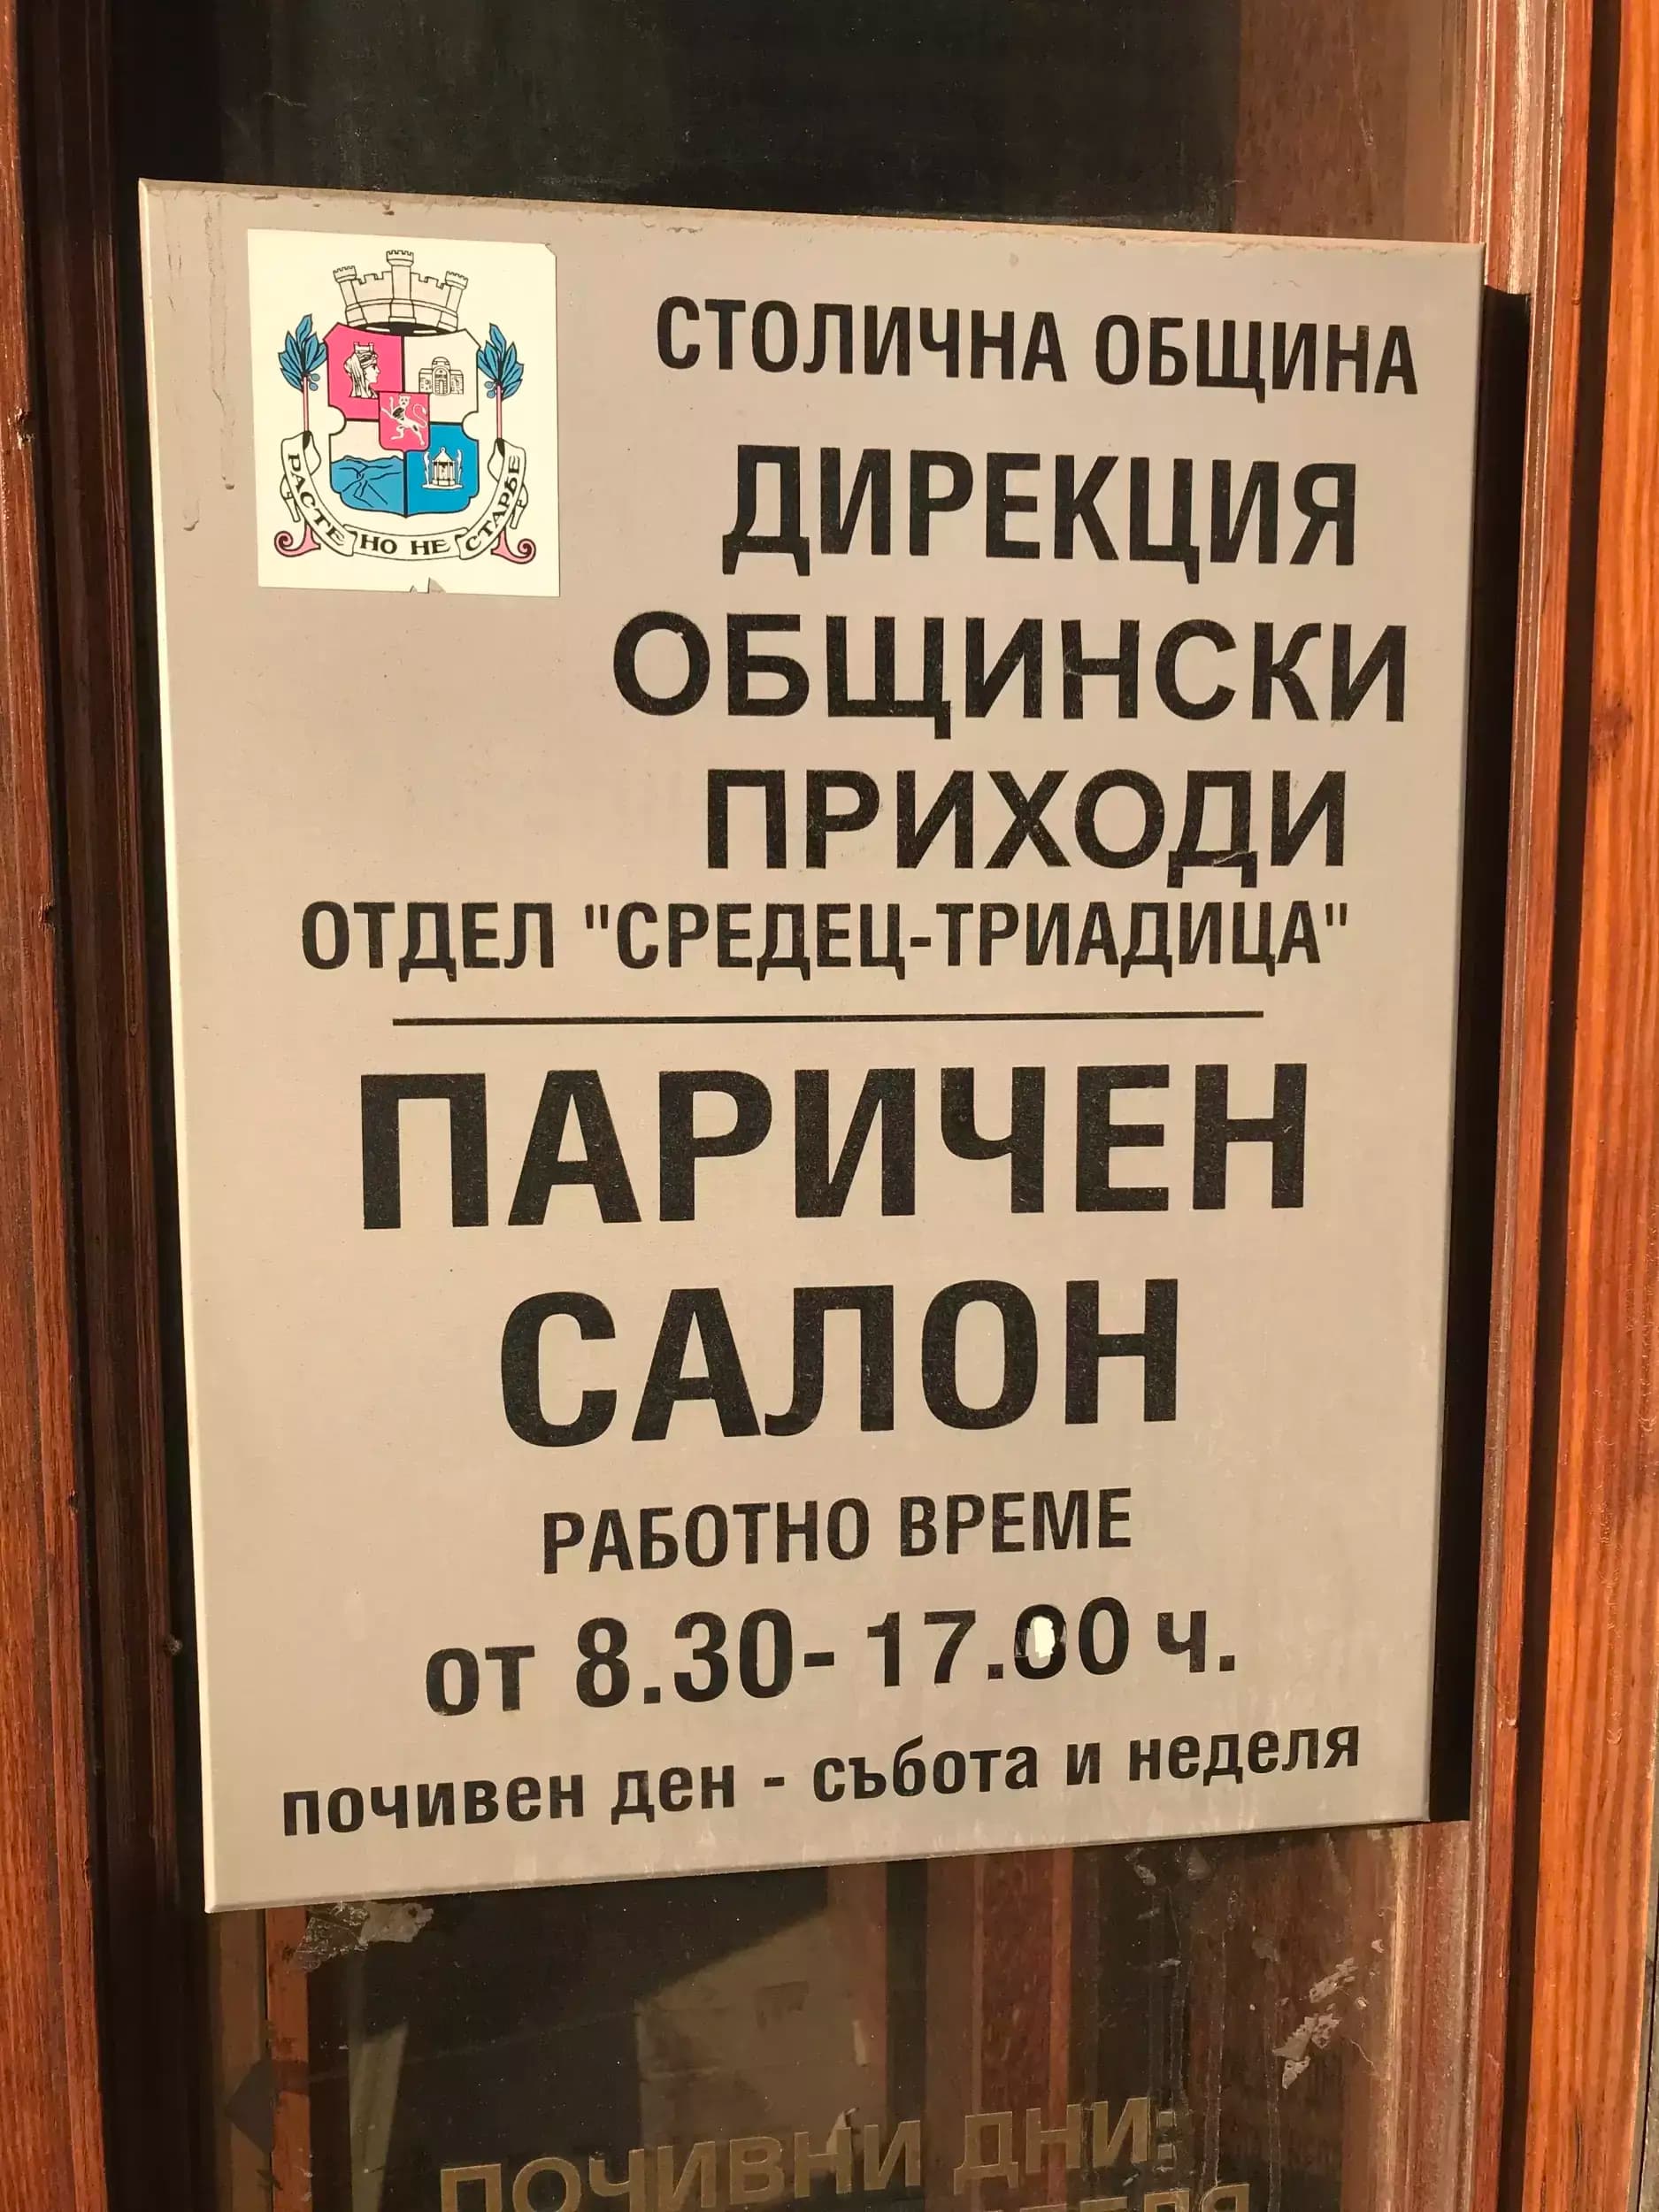 РАСТЕ НО НЕ СТАРѢЕ
СТОЛИЧНА ОБЩИНА
ДИРЕКЦИЯ
ОБЩИНСКИ
ПРИХОДИ
ОТДЕЛ "СРЕДЕЦ-ТРИАДИЦА"
ПАРИЧЕН
САЛОН
РАБОТНО ВРЕМЕ
от 8.30- 17.00 ч.
почивен ден - събота и неделя
ПОЧИВНИ ДНИ: